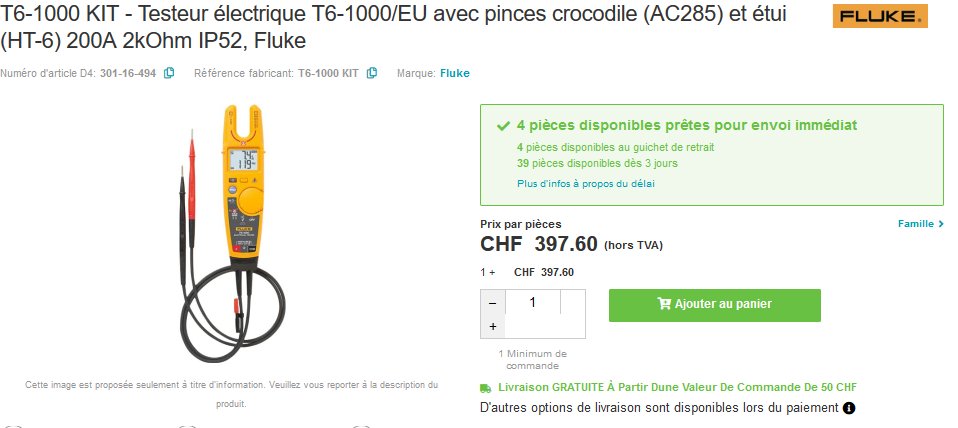 T6-1000 KIT - Testeur électrique T6-1000/EU avec pinces crocodile (AC285) et étui
(HT-6) 200A 2kOhm IP52, Fluke
FLUKE.
Numéro d'article D4: 301-16-494 Référence fabricant: T6-1000 KIT Marque: Fluke
4 pièces disponibles prêtes pour envoi immédiat
4 pièces disponibles au guichet de retrait
39 pièces disponibles dès 3 jours
Plus d'infos à propos du délai
Prix par pièces
Famille
CHF 397.60 (hors TVA)
1 + CHF 397.60
− 1
+
Ajouter au panier
1 Minimum de
commande
Livraison GRATUITE À Partir Dune Valeur De Commande De 50 CHF
D'autres options de livraison sont disponibles lors du paiement
FLUKE
Cette image est proposée seulement à titre d'information. Veuillez vous reporter à la description du
produit.